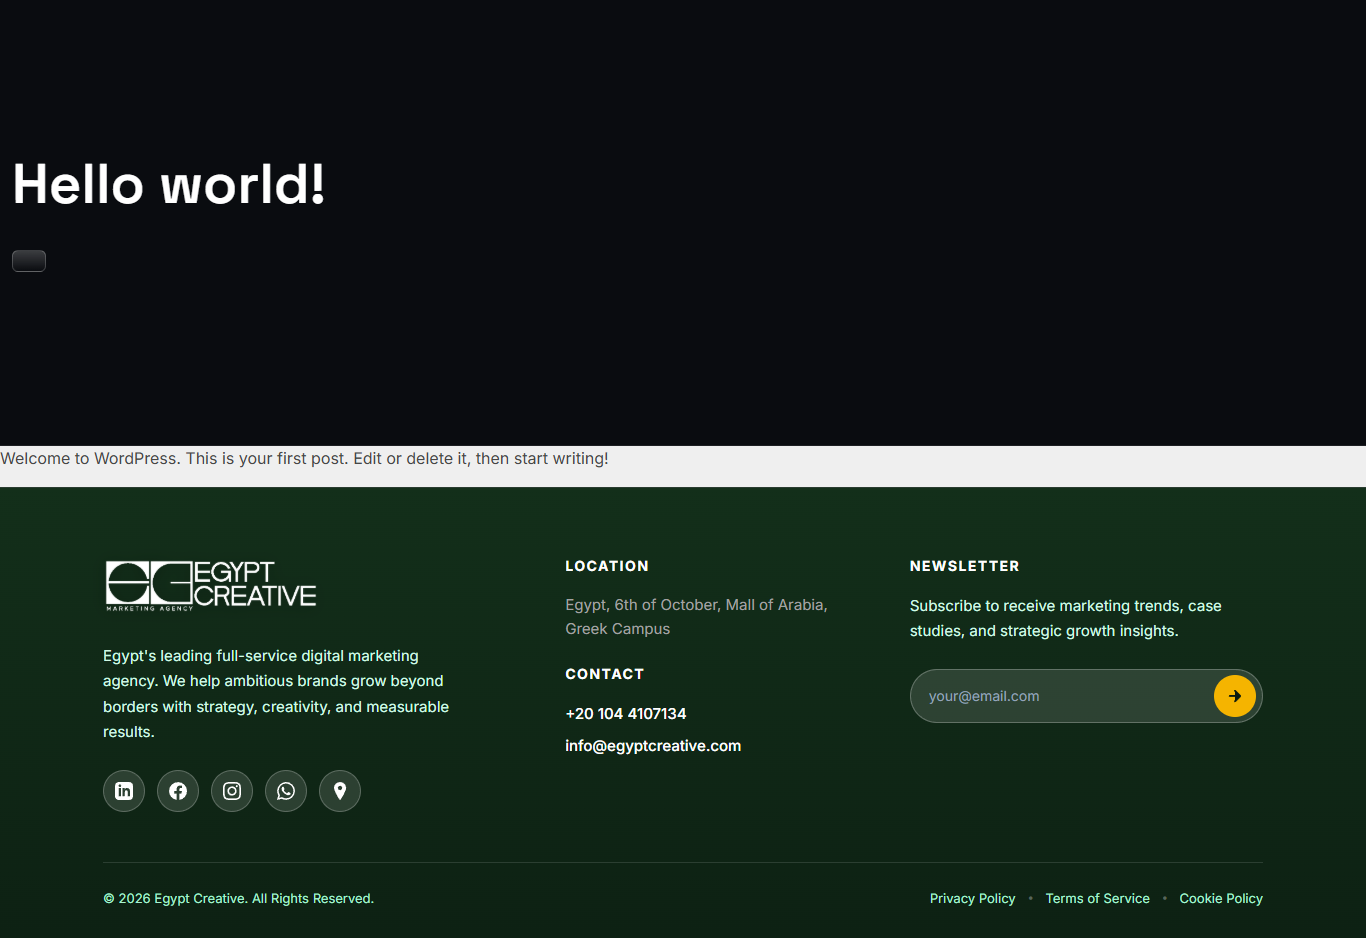 Hello world!
Welcome to WordPress. This is your first post. Edit or delete it, then start writing!
EGYPT
CREATIVE
MARKETING AGENCY
Egypt's leading full-service digital marketing
agency. We help ambitious brands grow beyond
borders with strategy, creativity, and measurable
results.
LOCATION
Egypt, 6th of October, Mall of Arabia,
Greek Campus
CONTACT
+20 104 4107134
info@egyptcreative.com
NEWSLETTER
Subscribe to receive marketing trends, case
studies, and strategic growth insights.
your@email.com
© 2026 Egypt Creative. All Rights Reserved.
Privacy Policy • Terms of Service • Cookie Policy